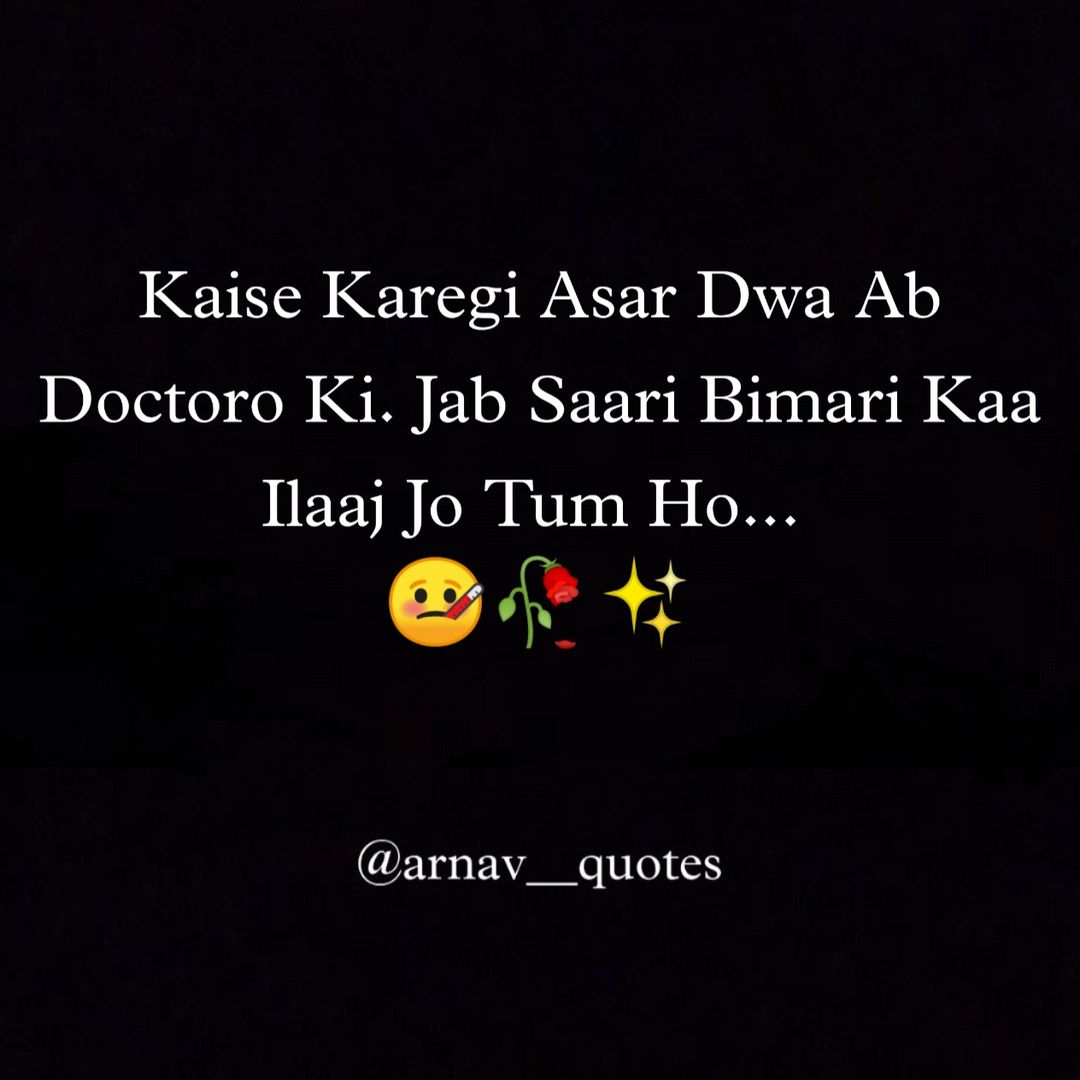 Kaise Karegi Asar Dwa Ab
Doctoro Ki. Jab Saari Bimari Kaa
Ilaaj Jo Tum Ho...
🤒🥀✨
@arnav__quotes